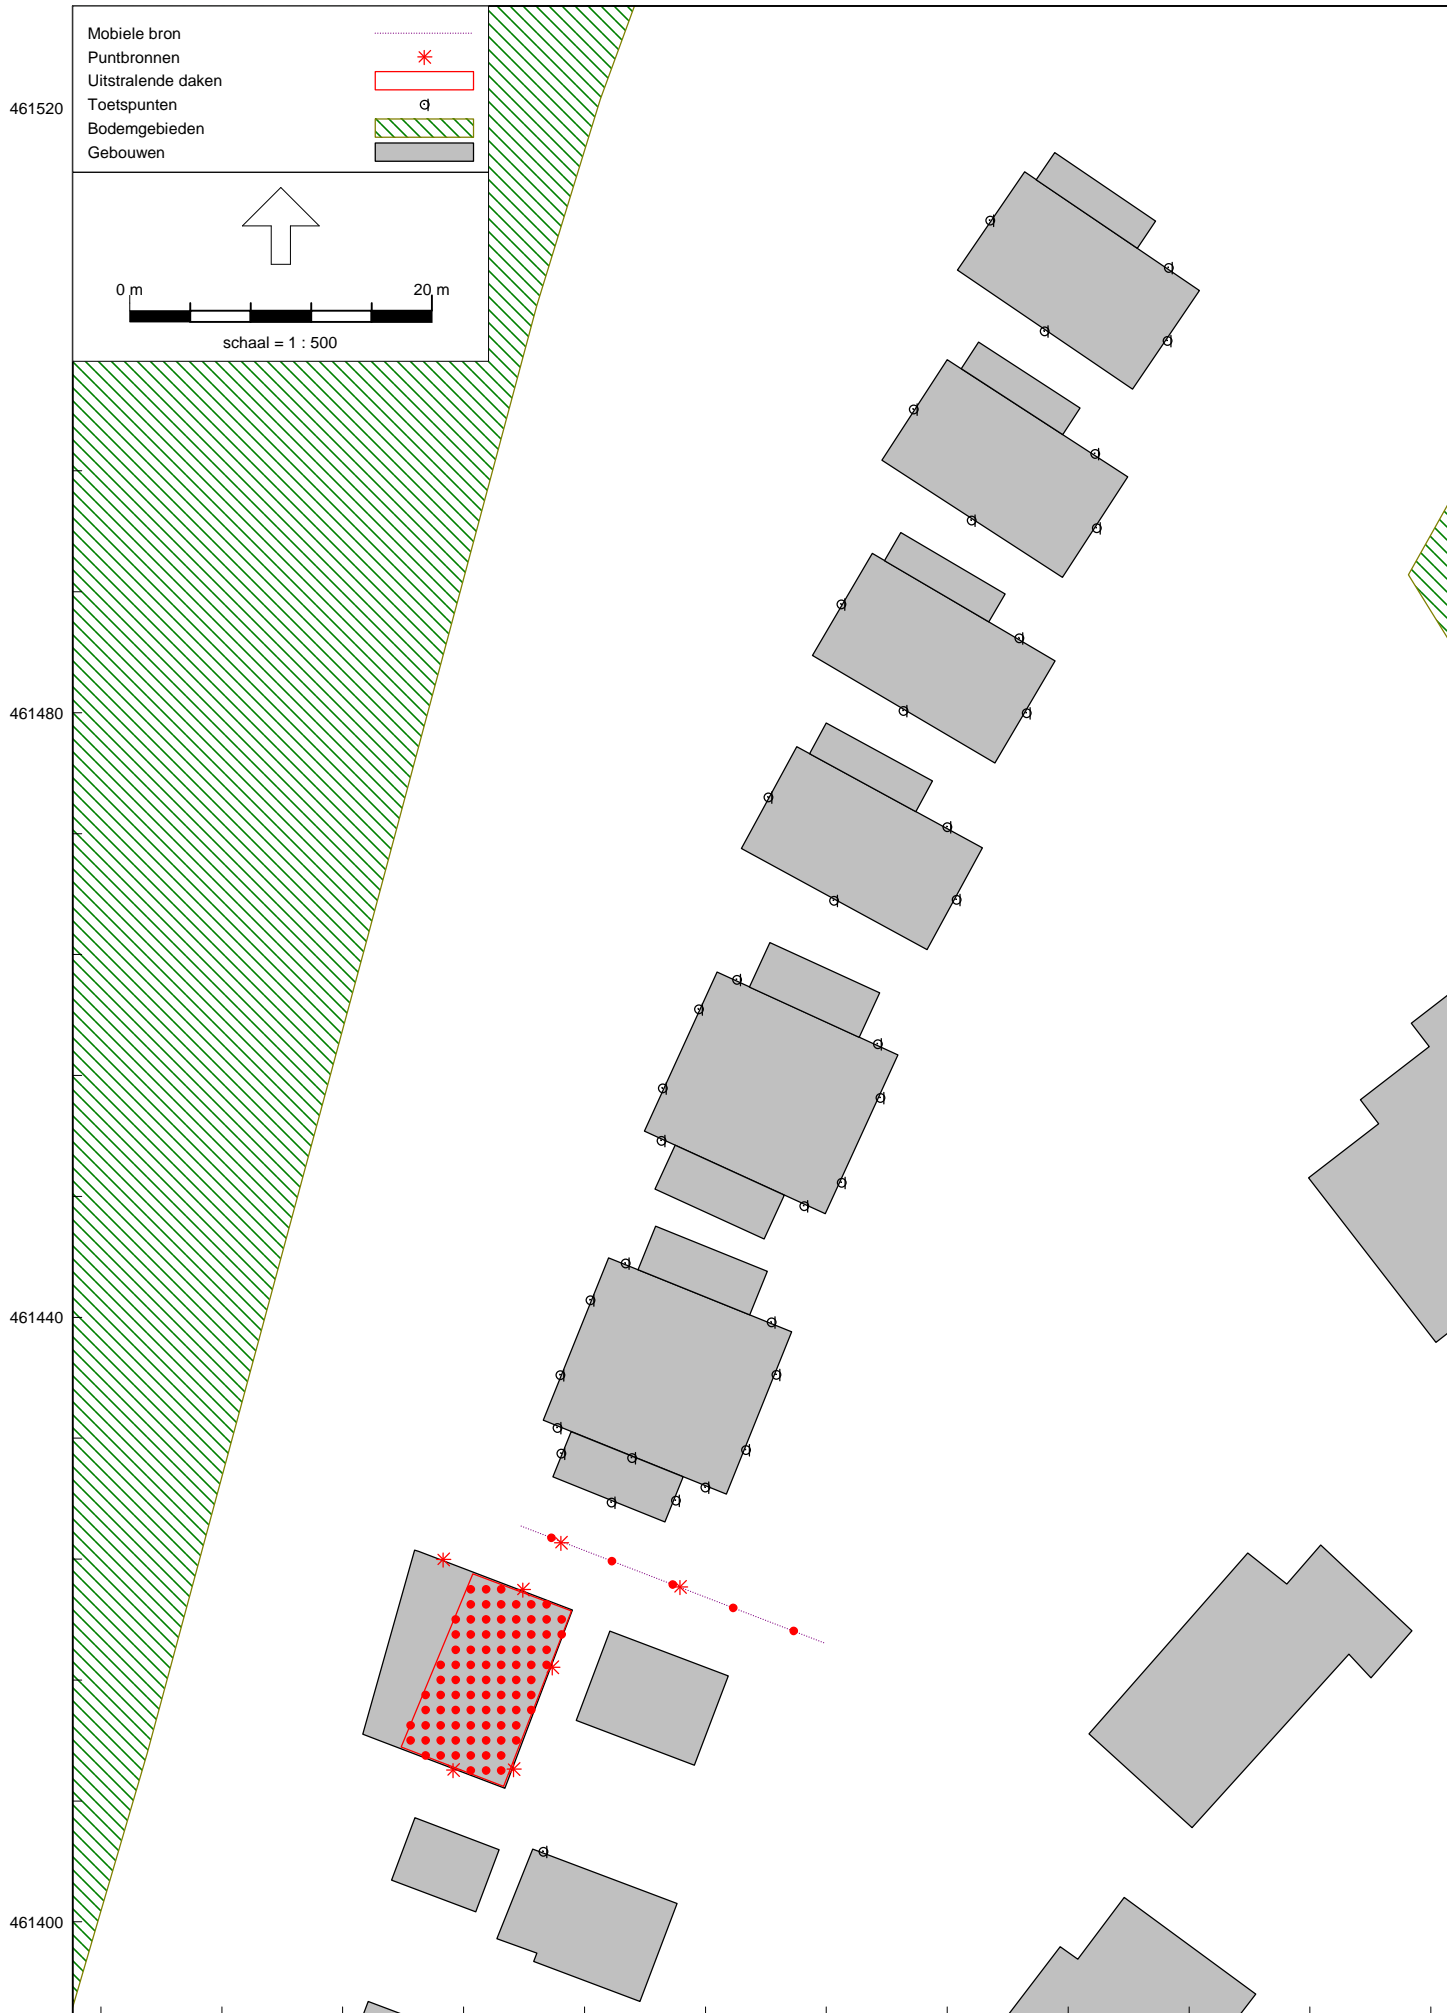 Mobiele bron
Puntbronnen
Uitstralende daken
Toetspunten
Bodemgebieden
Gebouwen
0 m 20 m
schaal = 1 : 500
461520
461480
461440
461400